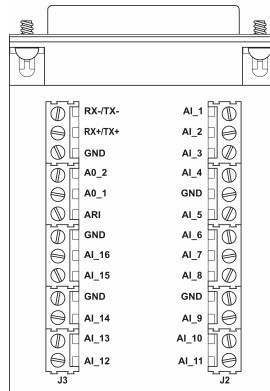 RX-/TX- AI_1
RX+/TX+ AI_2
GND AI_3
A0_2 AI_4
A0_1 GND
ARI AI_5
GND AI_6
AI_16 AI_7
AI_15 AI_8
GND GND
AI_14 AI_9
AI_13 AI_10
AI_12 AI_11
J3 J2